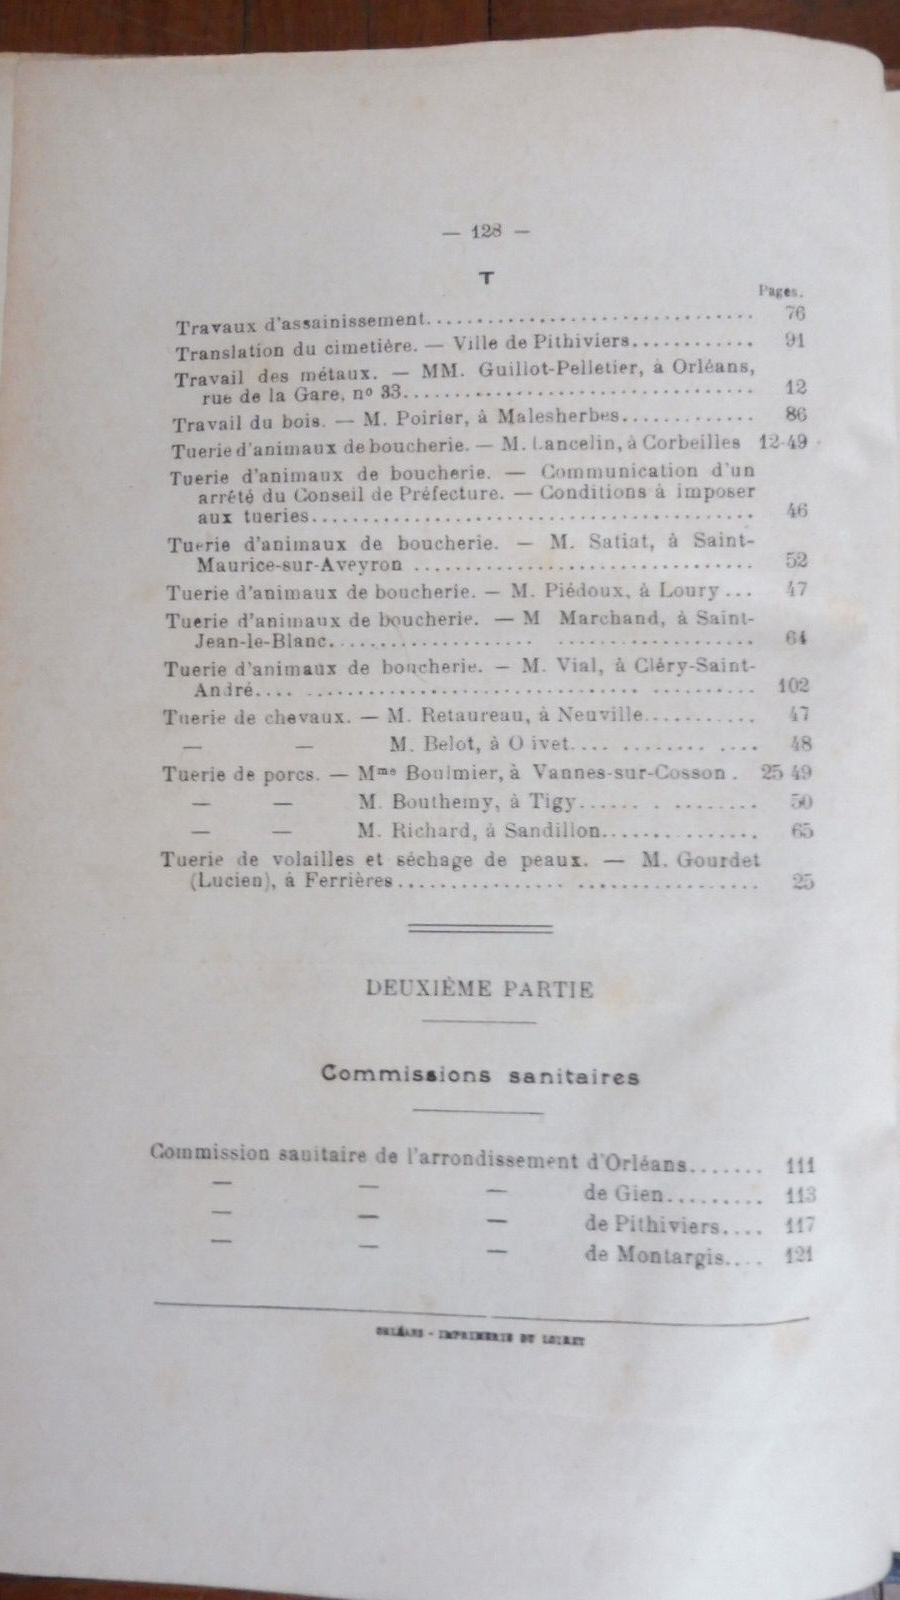 — 128 —
T
Pages.
Travaux d'assainissement.............................. 76
Translation du cimetière. — Ville de Pithiviers............ 91
Travail des métaux. — MM. Guillot-Pelletier, à Orléans,
rue de la Gare, nº 33................................... 12
Travail du bois. — M. Poirier, à Malesherbes............. 86
Tuerie d'animaux de boucherie. — M. Lancelin, à Corbeilles 12-49
Tuerie d'animaux de boucherie. — Communication d'un
arrêté du Conseil de Préfecture. — Conditions à imposer
aux tueries.......................................... 46
Tuerie d'animaux de boucherie. — M. Satiat, à Saint-
Maurice-sur-Aveyron ................................ 52
Tuerie d'animaux de boucherie. — M. Piédoux, à Loury... 47
Tuerie d'animaux de boucherie. — M Marchand, à Saint-
Jean-le-Blanc.................... ................... 64
Tuerie d'animaux de boucherie. — M. Vial, à Cléry-Saint-
André.... ................................ .......... 102
Tuerie de chevaux. — M. Retaureau, à Neuville........... 47
— — M. Belot, à O ivet.... ......... .... 48
Tuerie de porcs. — Mme Boulmier, à Vannes-sur-Cosson . 25 49
— — M. Bouthemy, à Tigy...... . ........ 50
— — M. Richard, à Sandillon............... 65
Tuerie de volailles et séchage de peaux. — M. Gourdet
(Lucien), à Ferrières................ ................. 25
DEUXIÈME PARTIE
Commissions sanitaires
Commission sanitaire de l'arrondissement d'Orléans....... 111
— — — de Gien......... 113
— — — de Pithiviers.... 117
— — — de Montargis.... 121
ORLÉANS - IMPRIMERIE DU LOIRET